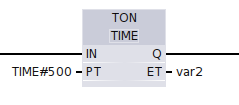 TON
TIME
IN Q
TIME#500 PT ET var2